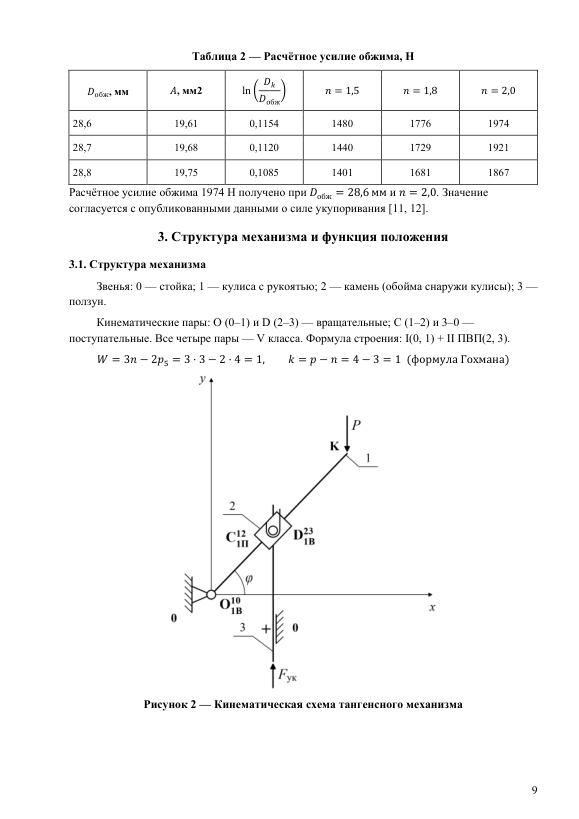 Таблица 2 — Расчётное усилие обжима, Н
D_обж, мм | A, мм2 | ln(D_k/D_обж) | n = 1,5 | n = 1,8 | n = 2,0
28,6 | 19,61 | 0,1154 | 1480 | 1776 | 1974
28,7 | 19,68 | 0,1120 | 1440 | 1729 | 1921
28,8 | 19,75 | 0,1085 | 1401 | 1681 | 1867
Расчётное усилие обжима 1974 Н получено при D_обж = 28,6 мм и n = 2,0. Значение
согласуется с опубликованными данными о силе укупоривания [11, 12].
3. Структура механизма и функция положения
3.1. Структура механизма
Звенья: 0 — стойка; 1 — кулиса с рукоятью; 2 — камень (обойма снаружи кулисы); 3 —
ползун.
Кинематические пары: O (0–1) и D (2–3) — вращательные; C (1–2) и 3–0 —
поступательные. Все четыре пары — V класса. Формула строения: I(0, 1) + II ПВП(2, 3).
W = 3n − 2p₅ = 3 · 3 − 2 · 4 = 1, k = p − n = 4 − 3 = 1 (формула Гохмана)
y
P
K
1
2
C¹²₁П
D²³₁В
φ
O¹⁰₁В
x
0
3
+
0
F_ук
Рисунок 2 — Кинематическая схема тангенсного механизма
9